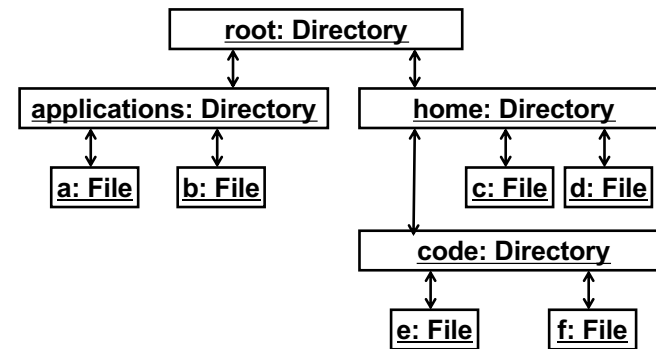 root: Directory
applications: Directory
home: Directory
a: File
b: File
c: File
d: File
code: Directory
e: File
f: File